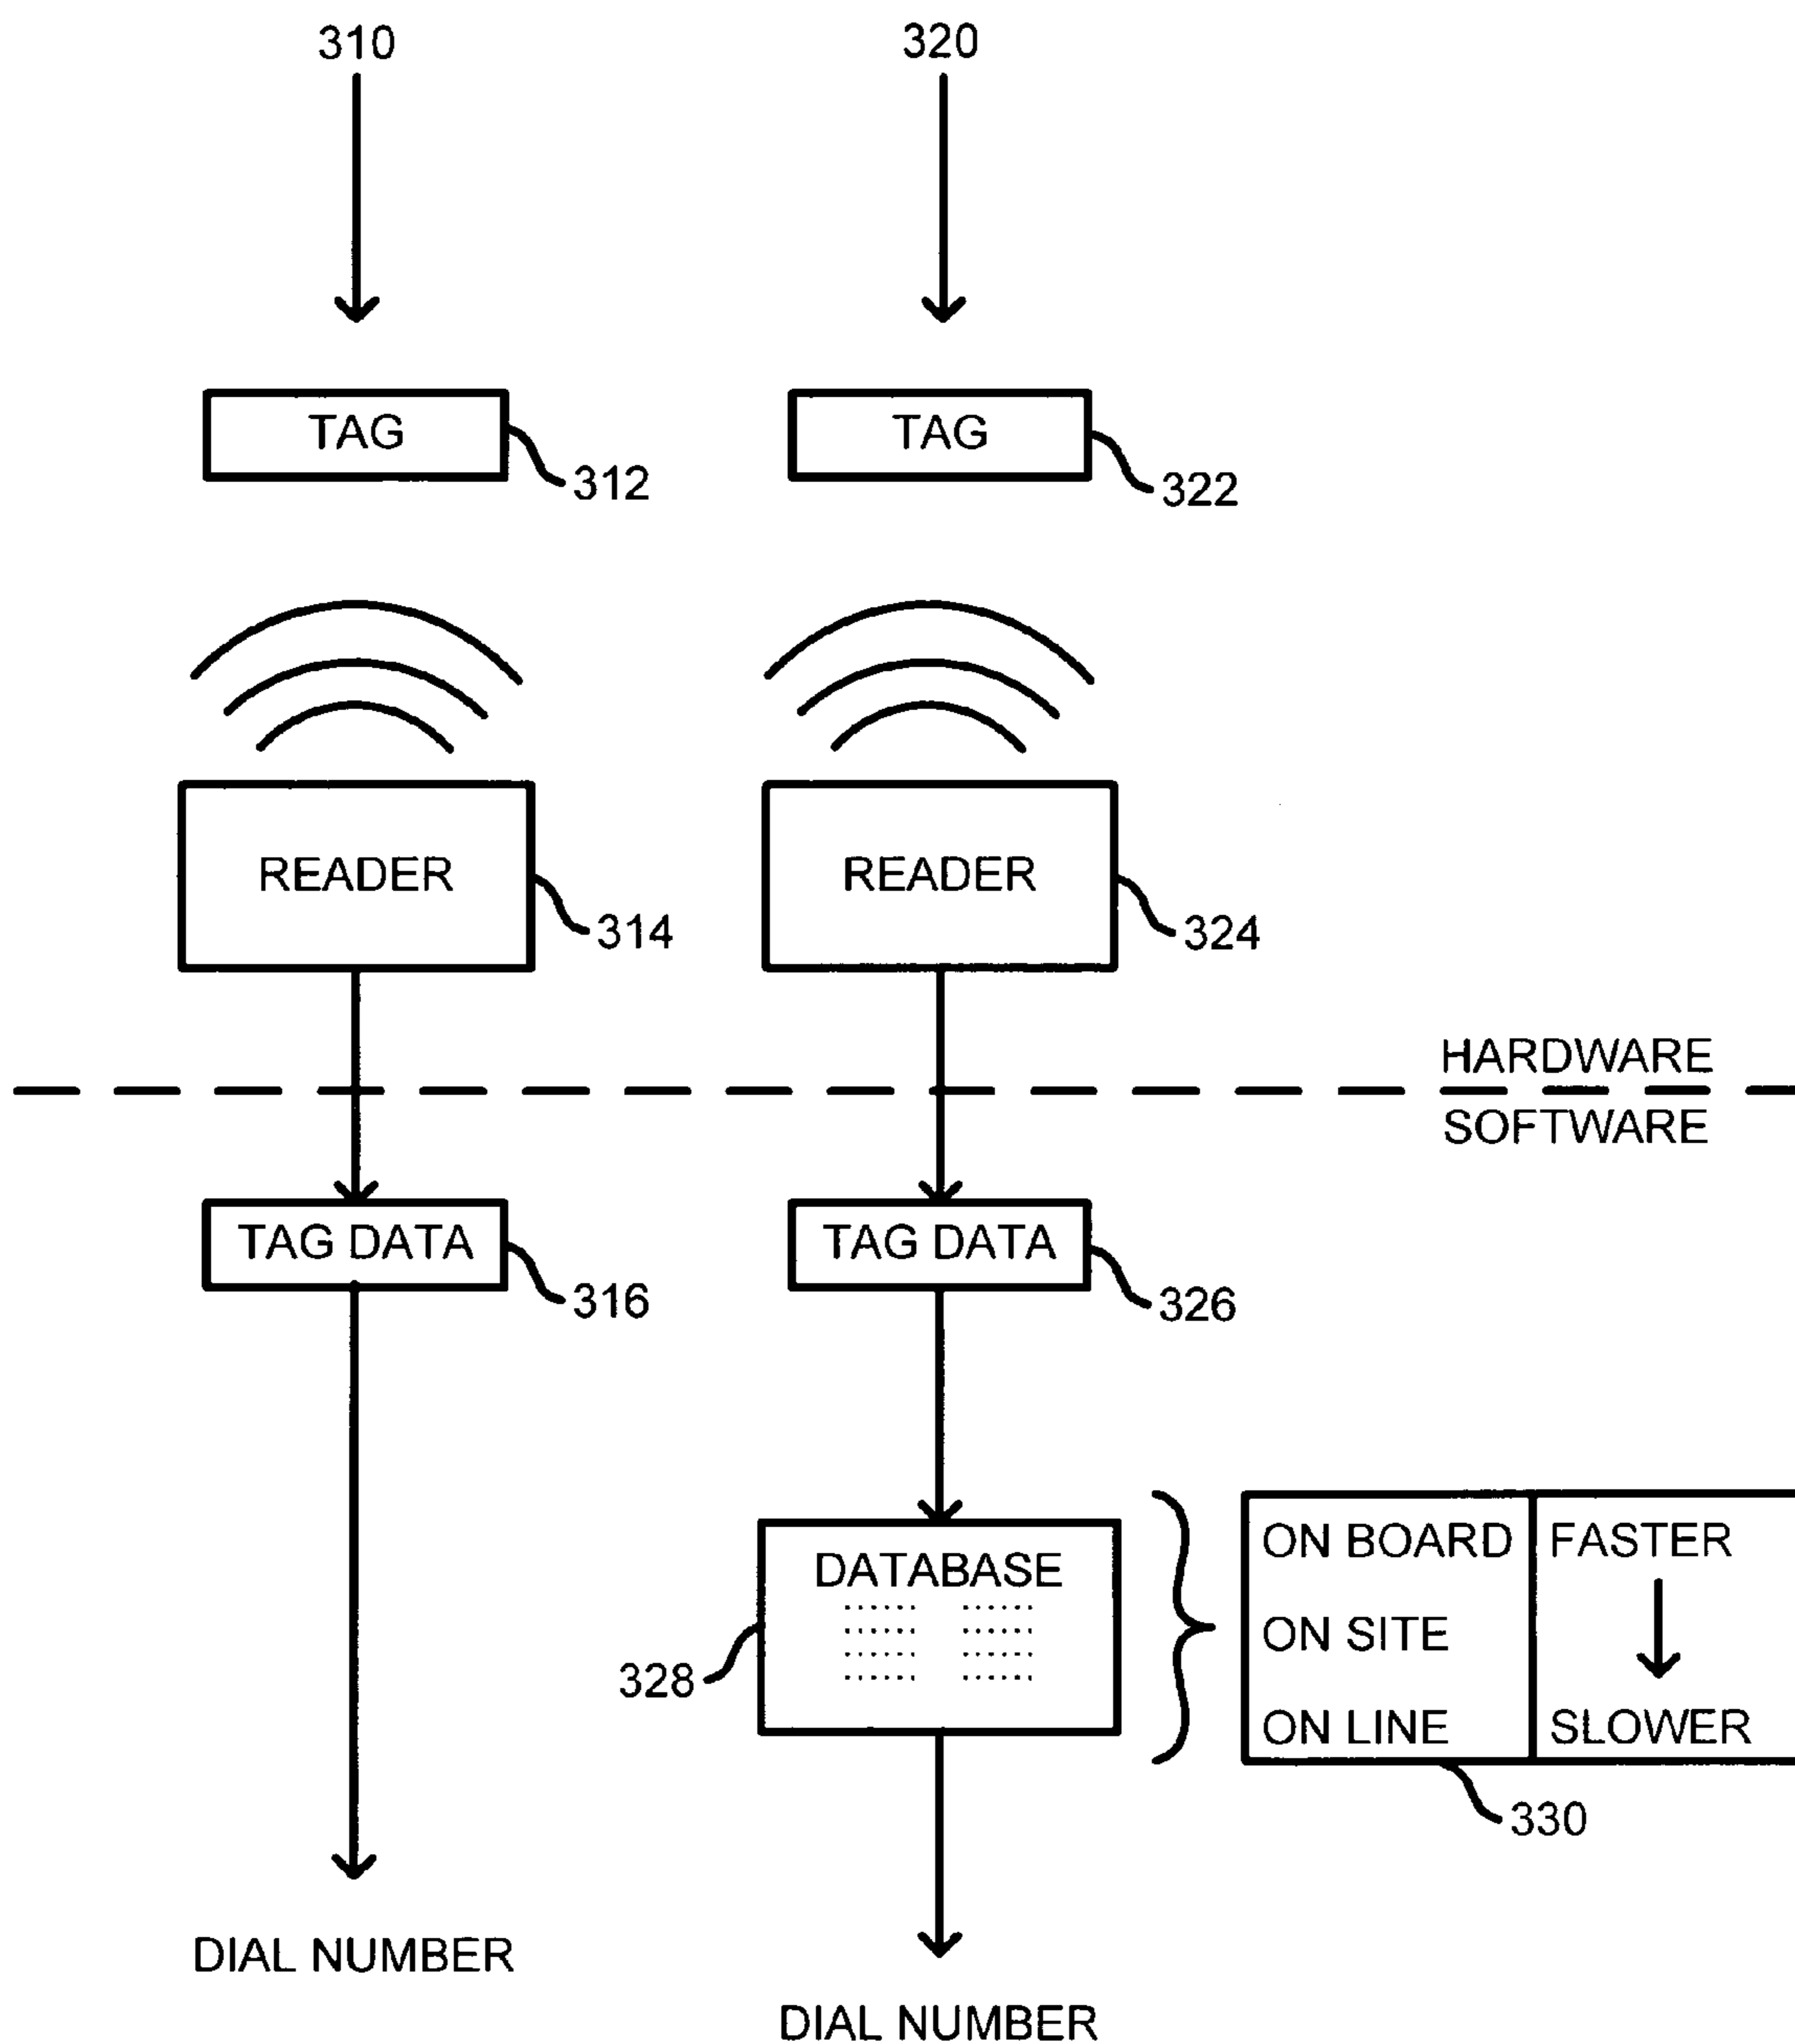 310 320
TAG TAG
312 322
READER READER
314 324
HARDWARE
SOFTWARE
TAG DATA TAG DATA
316 326
DATABASE
328
ON BOARD FASTER
ON SITE
ON LINE SLOWER
330
DIAL NUMBER
DIAL NUMBER